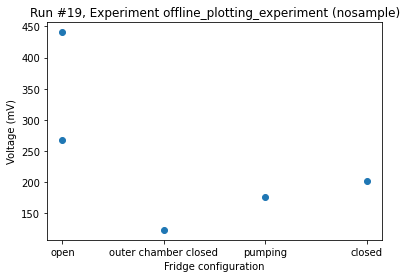 Run #19, Experiment offline_plotting_experiment (nosample)
450
400
350
300
250
200
150
Voltage (mV)
open outer chamber closed pumping closed
Fridge configuration